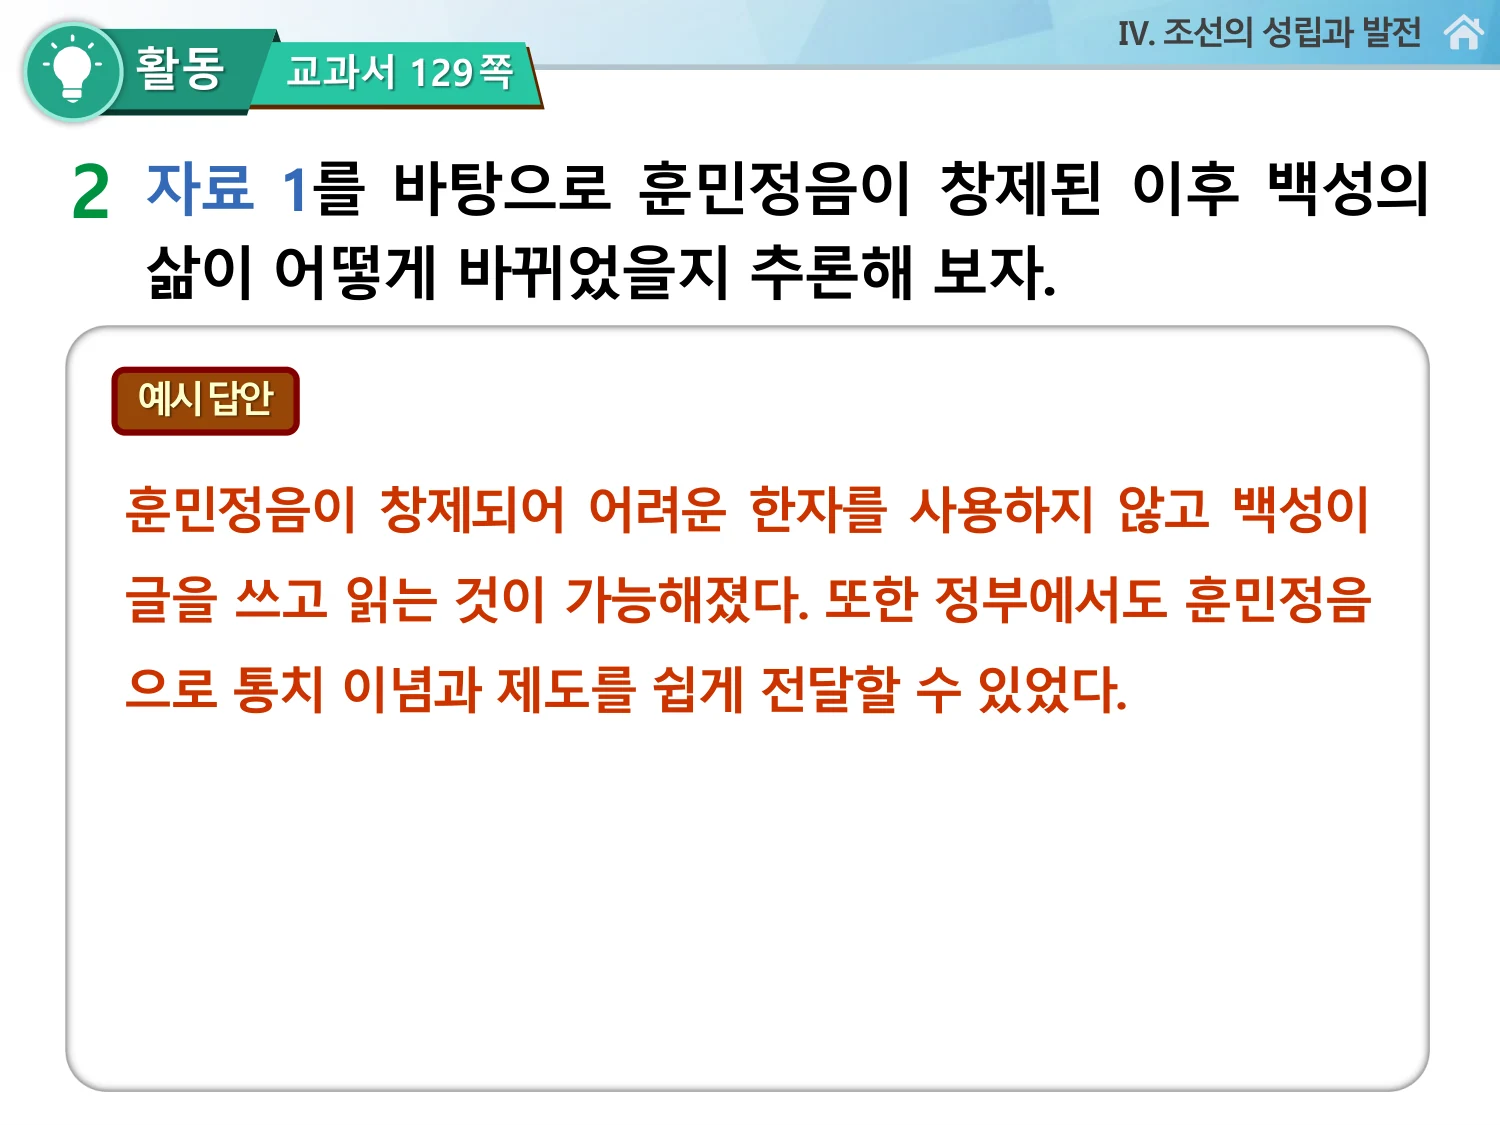 IV. 조선의 성립과 발전
활동
교과서 129쪽
2 자료 1를 바탕으로 훈민정음이 창제된 이후 백성의
삶이 어떻게 바뀌었을지 추론해 보자.
예시 답안
훈민정음이 창제되어 어려운 한자를 사용하지 않고 백성이
글을 쓰고 읽는 것이 가능해졌다. 또한 정부에서도 훈민정음
으로 통치 이념과 제도를 쉽게 전달할 수 있었다.